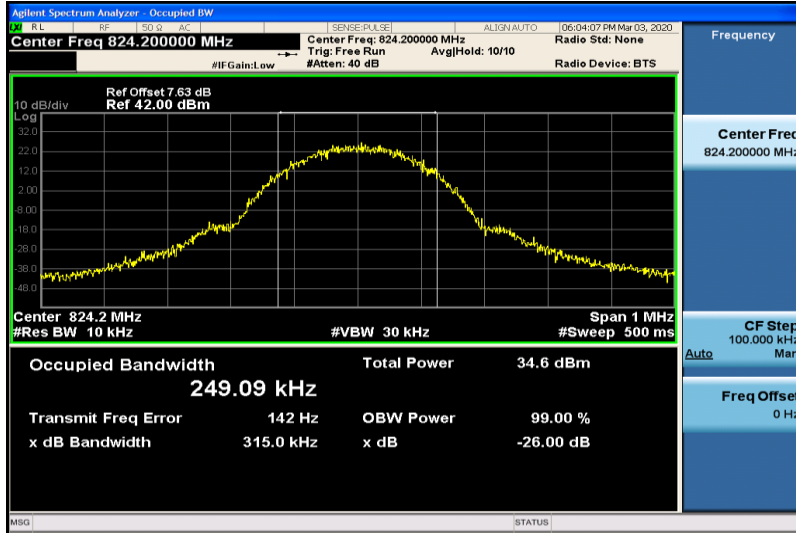 Agilent Spectrum Analyzer - Occupied BW
LXI RL RF 50 Ω AC SENSE:PULSE ALIGN AUTO 06:04:07 PM Mar 03, 2020
Center Freq 824.200000 MHz
Center Freq: 824.200000 MHz
Radio Std: None
Trig: Free Run Avg|Hold: 10/10
#IFGain:Low
#Atten: 40 dB
Radio Device: BTS
Ref Offset 7.63 dB
10 dB/div Ref 42.00 dBm
Log
32.0
22.0
12.0
2.00
-8.00
-18.0
-28.0
-38.0
-48.0
Center 824.2 MHz Span 1 MHz
#Res BW 10 kHz #VBW 30 kHz #Sweep 500 ms
Occupied Bandwidth Total Power 34.6 dBm
249.09 kHz
Transmit Freq Error 142 Hz OBW Power 99.00 %
x dB Bandwidth 315.0 kHz x dB -26.00 dB
MSG STATUS
Frequency
Center Freq
824.200000 MHz
CF Step
100.000 kHz
Auto Man
Freq Offset
0 Hz